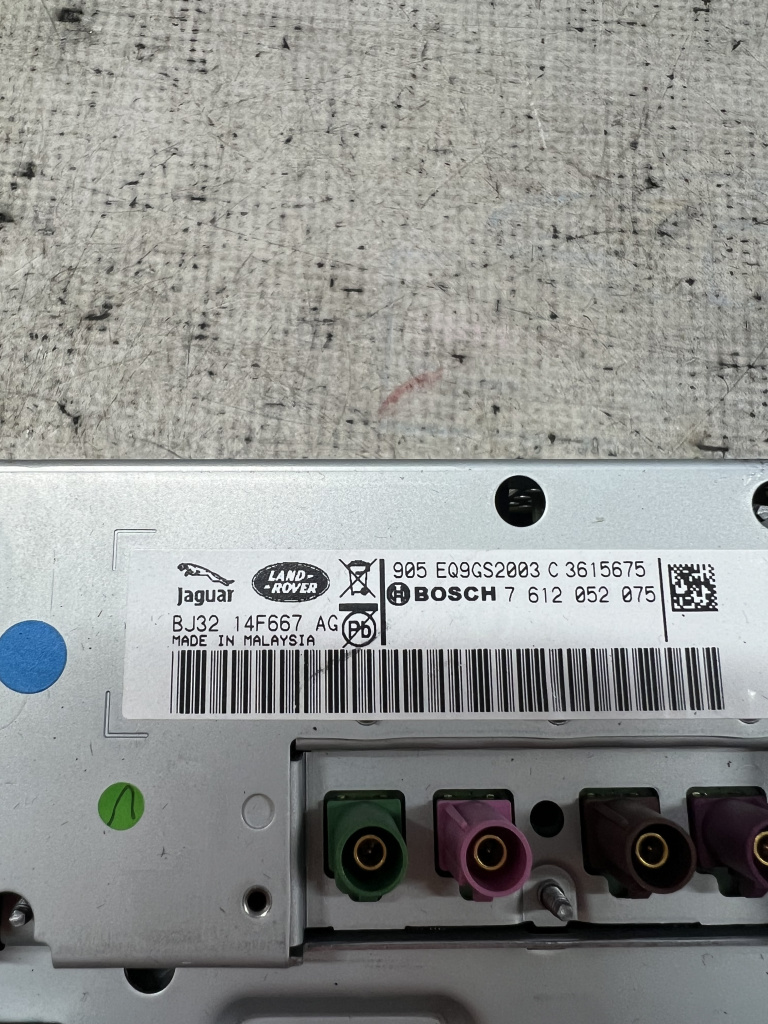 Jaguar
LAND-
-ROVER
905 EQ9GS2003 C 3615675
BOSCH 7 612 052 075
BJ32 14F667 AG
Pb
MADE IN MALAYSIA